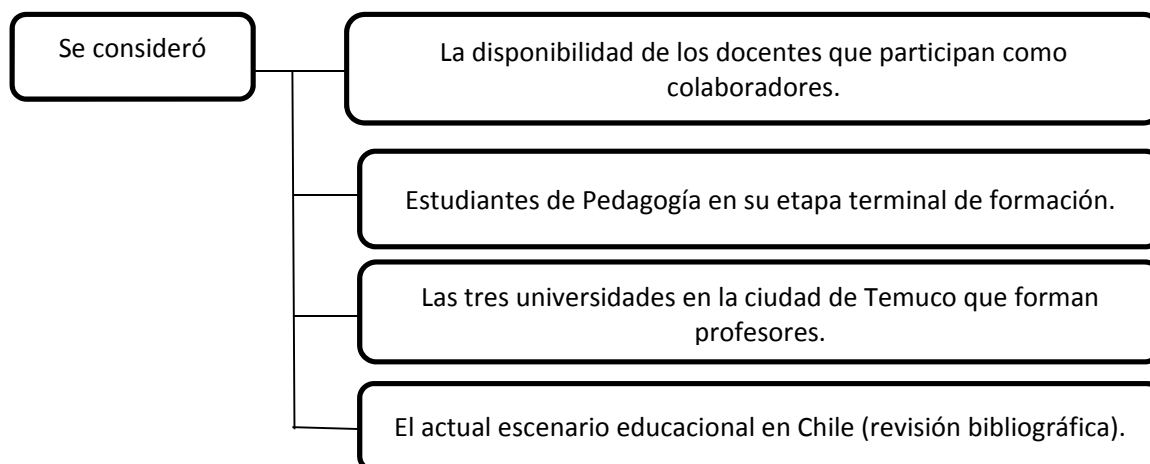 Se consideró
La disponibilidad de los docentes que participan como
colaboradores.
Estudiantes de Pedagogía en su etapa terminal de formación.
Las tres universidades en la ciudad de Temuco que forman
profesores.
El actual escenario educacional en Chile (revisión bibliográfica).